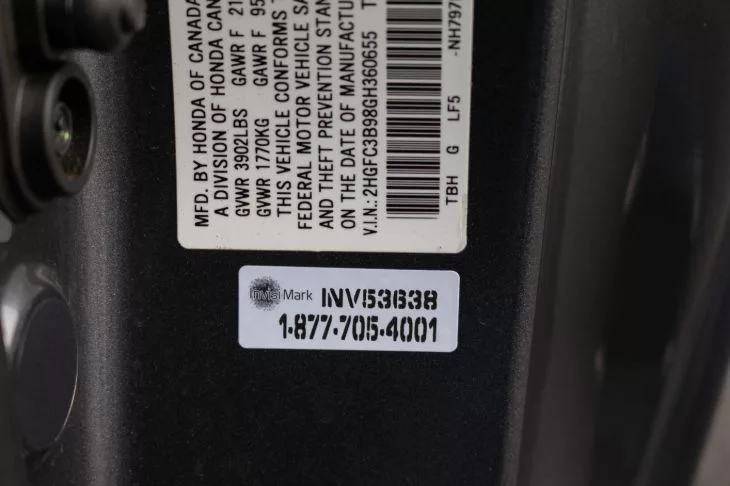 MFD. BY HONDA OF CANADA
A DIVISION OF HONDA CAN
GVWR 3902LBS GAWR F 21
GVWR 1770KG GAWR F 95
THIS VEHICLE CONFORMS T
FEDERAL MOTOR VEHICLE SA
AND THEFT PREVENTION STAN
ON THE DATE OF MANUFACTU
V.I.N.: 2HGFC3B98GH360655 T
TBH G LF5 -NH797
InvisiMark INV53638
1-877-705-4001